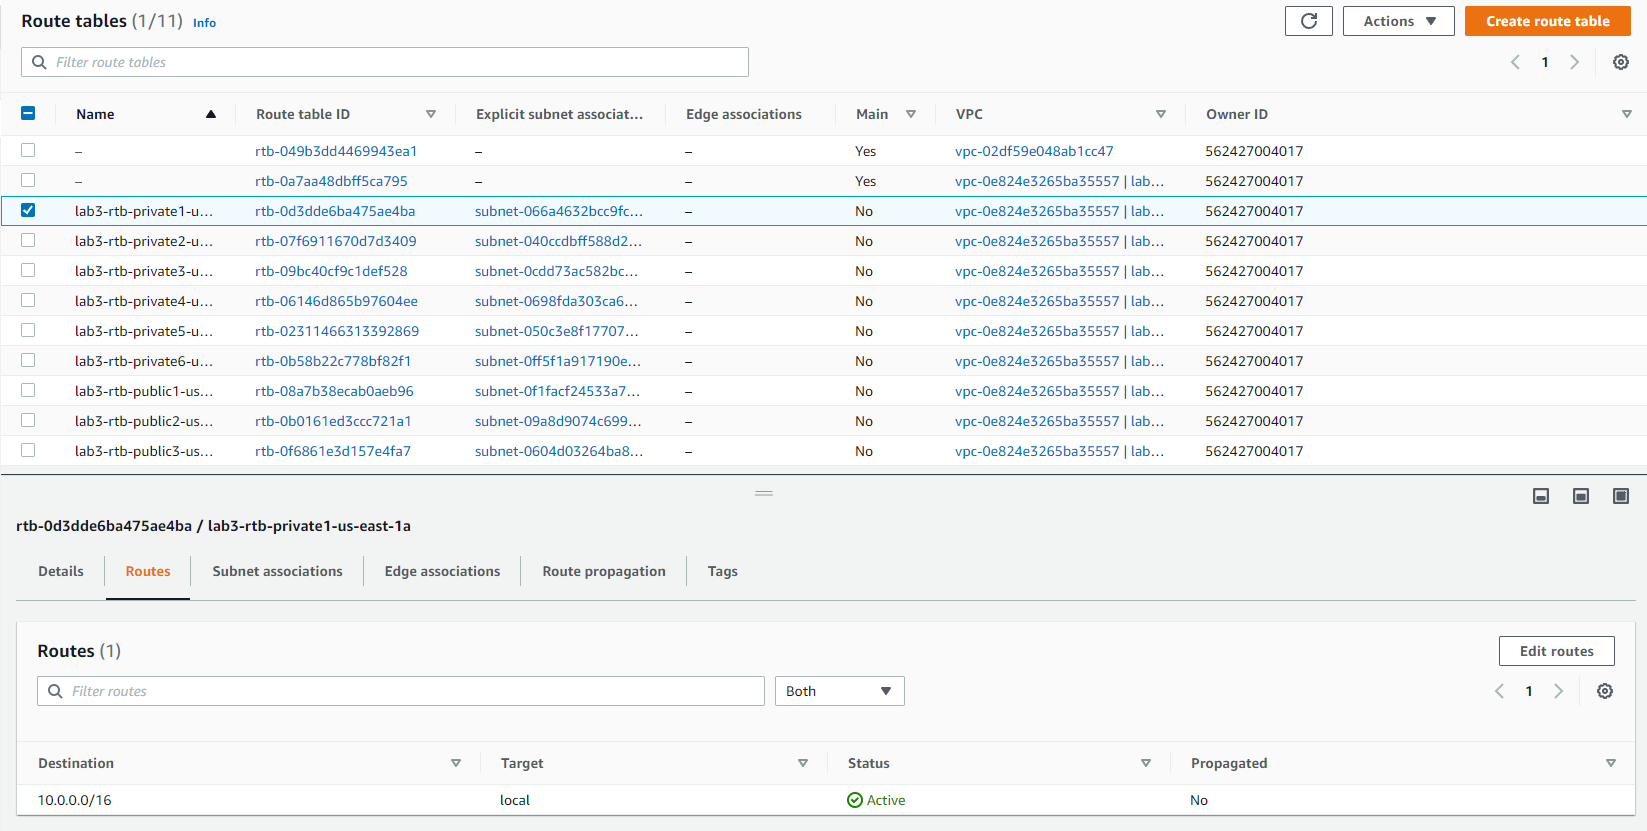 Route tables (1/11) Info
Actions ▼
Create route table
Filter route tables
1
Name Route table ID Explicit subnet associat... Edge associations Main VPC Owner ID
– rtb-049b3dd4469943ea1 – – Yes vpc-02df59e048ab1cc47 562427004017
– rtb-0a7aa48dbff5ca795 – – Yes vpc-0e824e3265ba35557 | lab... 562427004017
lab3-rtb-private1-u... rtb-0d3dde6ba475ae4ba subnet-066a4632bcc9fc... – No vpc-0e824e3265ba35557 | lab... 562427004017
lab3-rtb-private2-u... rtb-07f6911670d7d3409 subnet-040ccdbff588d2... – No vpc-0e824e3265ba35557 | lab... 562427004017
lab3-rtb-private3-u... rtb-09bc40cf9c1def528 subnet-0cdd73ac582bc... – No vpc-0e824e3265ba35557 | lab... 562427004017
lab3-rtb-private4-u... rtb-06146d865b97604ee subnet-0698fda303ca6... – No vpc-0e824e3265ba35557 | lab... 562427004017
lab3-rtb-private5-u... rtb-02311466313392869 subnet-050c3e8f17707... – No vpc-0e824e3265ba35557 | lab... 562427004017
lab3-rtb-private6-u... rtb-0b58b22c778bf82f1 subnet-0ff5f1a917190e... – No vpc-0e824e3265ba35557 | lab... 562427004017
lab3-rtb-public1-us... rtb-08a7b38ecab0aeb96 subnet-0f1facf24533a7... – No vpc-0e824e3265ba35557 | lab... 562427004017
lab3-rtb-public2-us... rtb-0b0161ed3ccc721a1 subnet-09a8d9074c699... – No vpc-0e824e3265ba35557 | lab... 562427004017
lab3-rtb-public3-us... rtb-0f6861e3d157e4fa7 subnet-0604d03264ba8... – No vpc-0e824e3265ba35557 | lab... 562427004017
rtb-0d3dde6ba475ae4ba / lab3-rtb-private1-us-east-1a
Details Routes Subnet associations Edge associations Route propagation Tags
Routes (1)
Edit routes
Filter routes
Both
1
Destination Target Status Propagated
10.0.0.0/16 local Active No